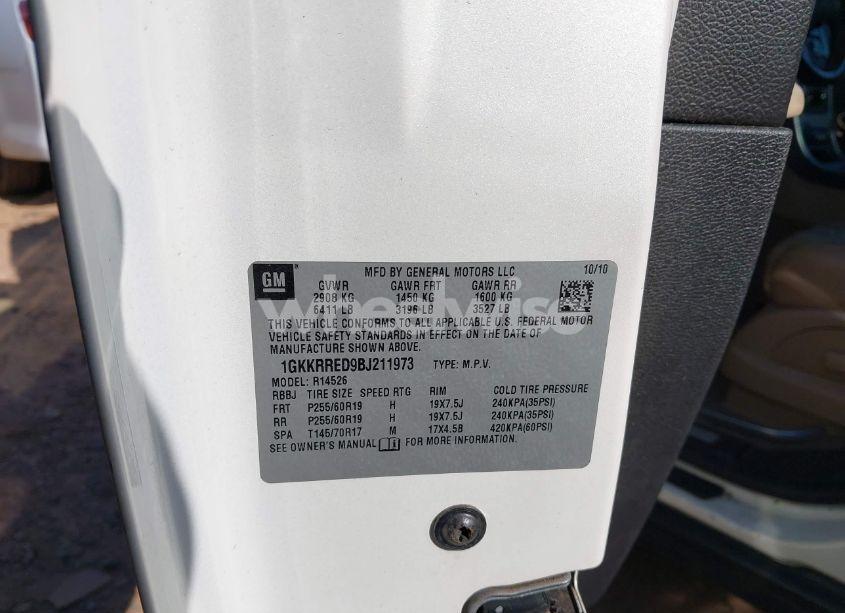 GM
MFD BY GENERAL MOTORS LLC 10/10
GVWR GAWR FRT GAWR RR
2908 KG 1450 KG 1600 KG
6411 LB 3196 LB 3527 LB
THIS VEHICLE CONFORMS TO ALL APPLICABLE U.S. FEDERAL MOTOR
VEHICLE SAFETY STANDARDS IN EFFECT ON THE DATE OF
MANUFACTURE SHOWN ABOVE.
1GKKRRED9BJ211973 TYPE: M.P.V.
MODEL: R14526
RBBJ TIRE SIZE SPEED RTG RIM COLD TIRE PRESSURE
FRT P255/60R19 H 19X7.5J 240KPA(35PSI)
RR P255/60R19 H 19X7.5J 240KPA(35PSI)
SPA T145/70R17 M 17X4.5B 420KPA(60PSI)
SEE OWNER'S MANUAL FOR MORE INFORMATION.